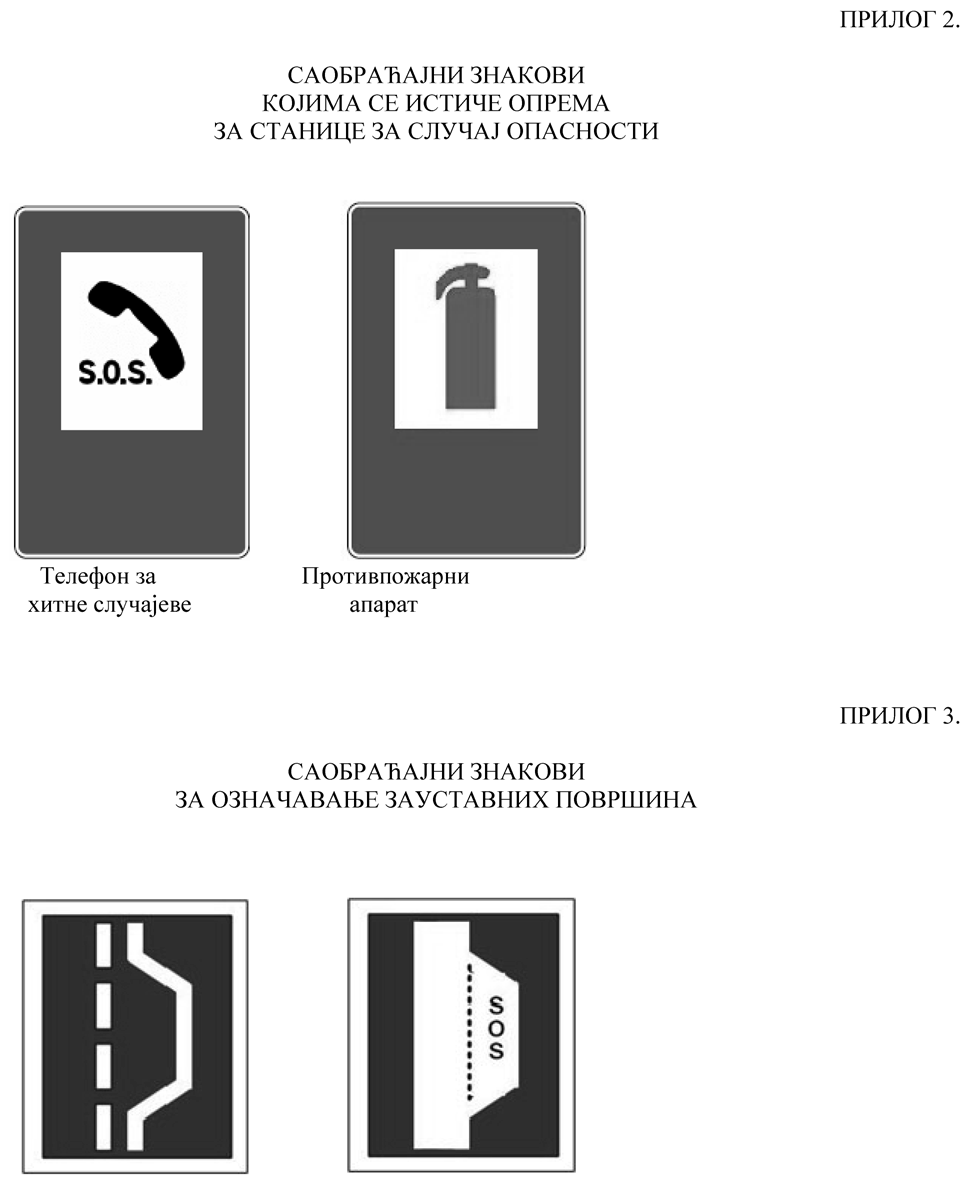 ПРИЛОГ 2.
САОБРАЋАЈНИ ЗНАКОВИ
КОЈИМА СЕ ИСТИЧЕ ОПРЕМА
ЗА СТАНИЦЕ ЗА СЛУЧАЈ ОПАСНОСТИ
S.O.S.
Телефон за
хитне случајеве
Противпожарни
апарат
ПРИЛОГ 3.
САОБРАЋАЈНИ ЗНАКОВИ
ЗА ОЗНАЧАВАЊЕ ЗАУСТАВНИХ ПОВРШИНА
S
O
S